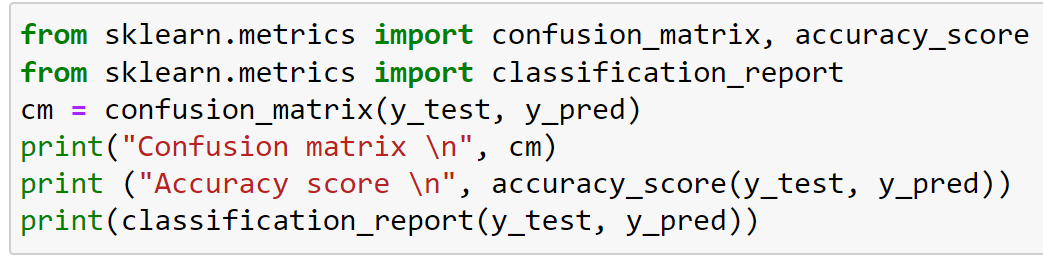 from sklearn.metrics import confusion_matrix, accuracy_score
from sklearn.metrics import classification_report
cm = confusion_matrix(y_test, y_pred)
print("Confusion matrix \n", cm)
print ("Accuracy score \n", accuracy_score(y_test, y_pred))
print(classification_report(y_test, y_pred))